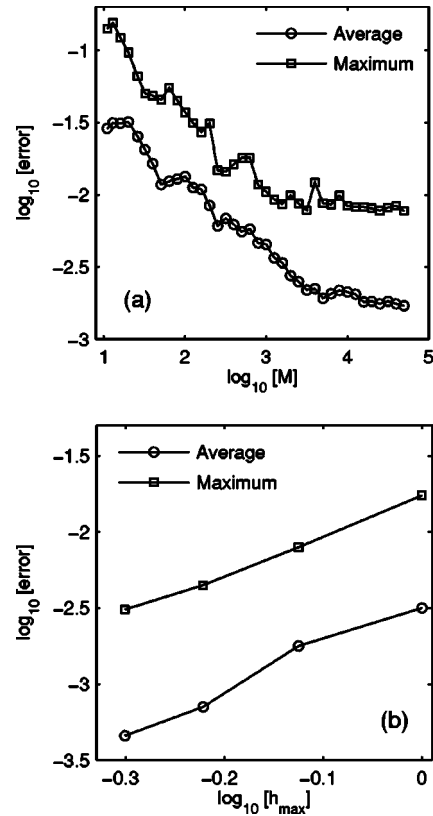 Average
Maximum
-1
-1.5
-2
-2.5
-3
log10 [error]
(a)
1
2
3
4
5
log10 [M]
Average
Maximum
-1.5
-2
-2.5
-3
-3.5
log10 [error]
(b)
-0.3
-0.2
-0.1
0
log10 [hmax]